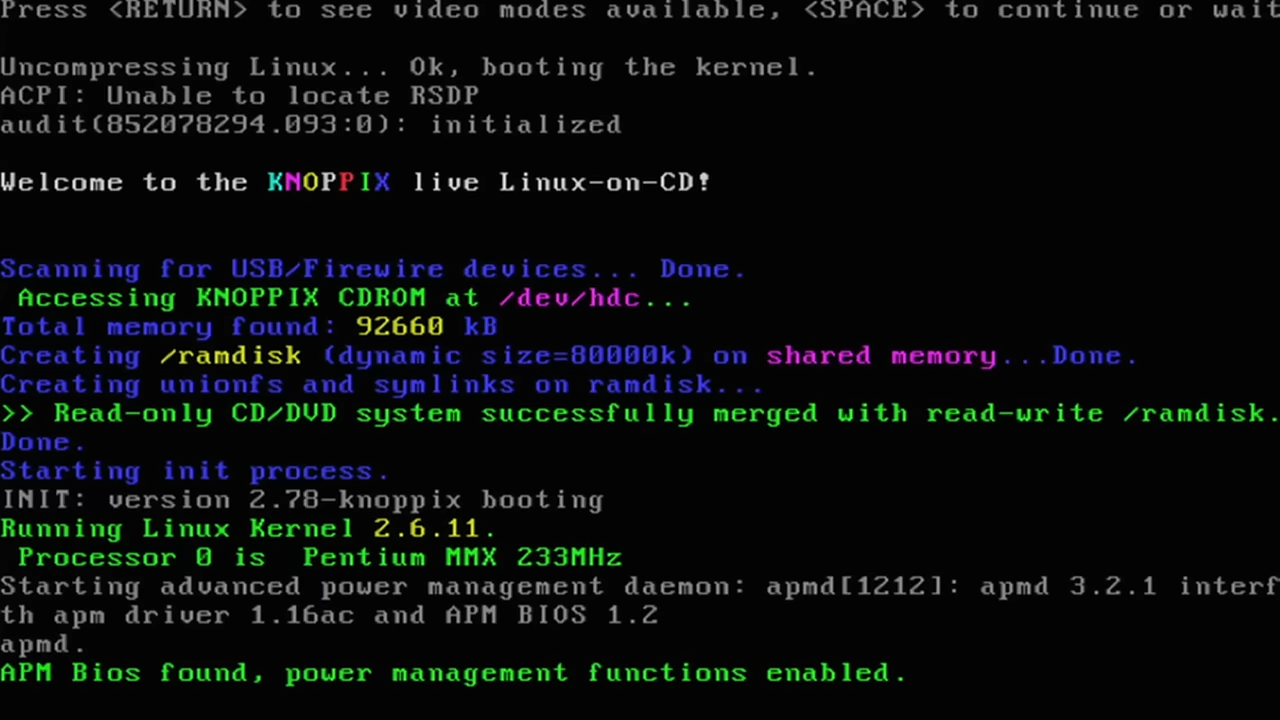 Press <RETURN> to see video modes available, <SPACE> to continue or wait
Uncompressing Linux... Ok, booting the kernel.
ACPI: Unable to locate RSDP
audit(852078294.093:0): initialized
Welcome to the KNOPPIX live Linux-on-CD!
Scanning for USB/Firewire devices... Done.
Accessing KNOPPIX CDROM at /dev/hdc...
Total memory found: 92660 kB
Creating /ramdisk (dynamic size=80000k) on shared memory...Done.
Creating unionfs and symlinks on ramdisk...
>> Read-only CD/DVD system successfully merged with read-write /ramdisk.
Done.
Starting init process.
INIT: version 2.78-knoppix booting
Running Linux Kernel 2.6.11.
Processor 0 is  Pentium MMX 233MHz
Starting advanced power management daemon: apmd[1212]: apmd 3.2.1 interf
th apm driver 1.16ac and APM BIOS 1.2
apmd.
APM Bios found, power management functions enabled.